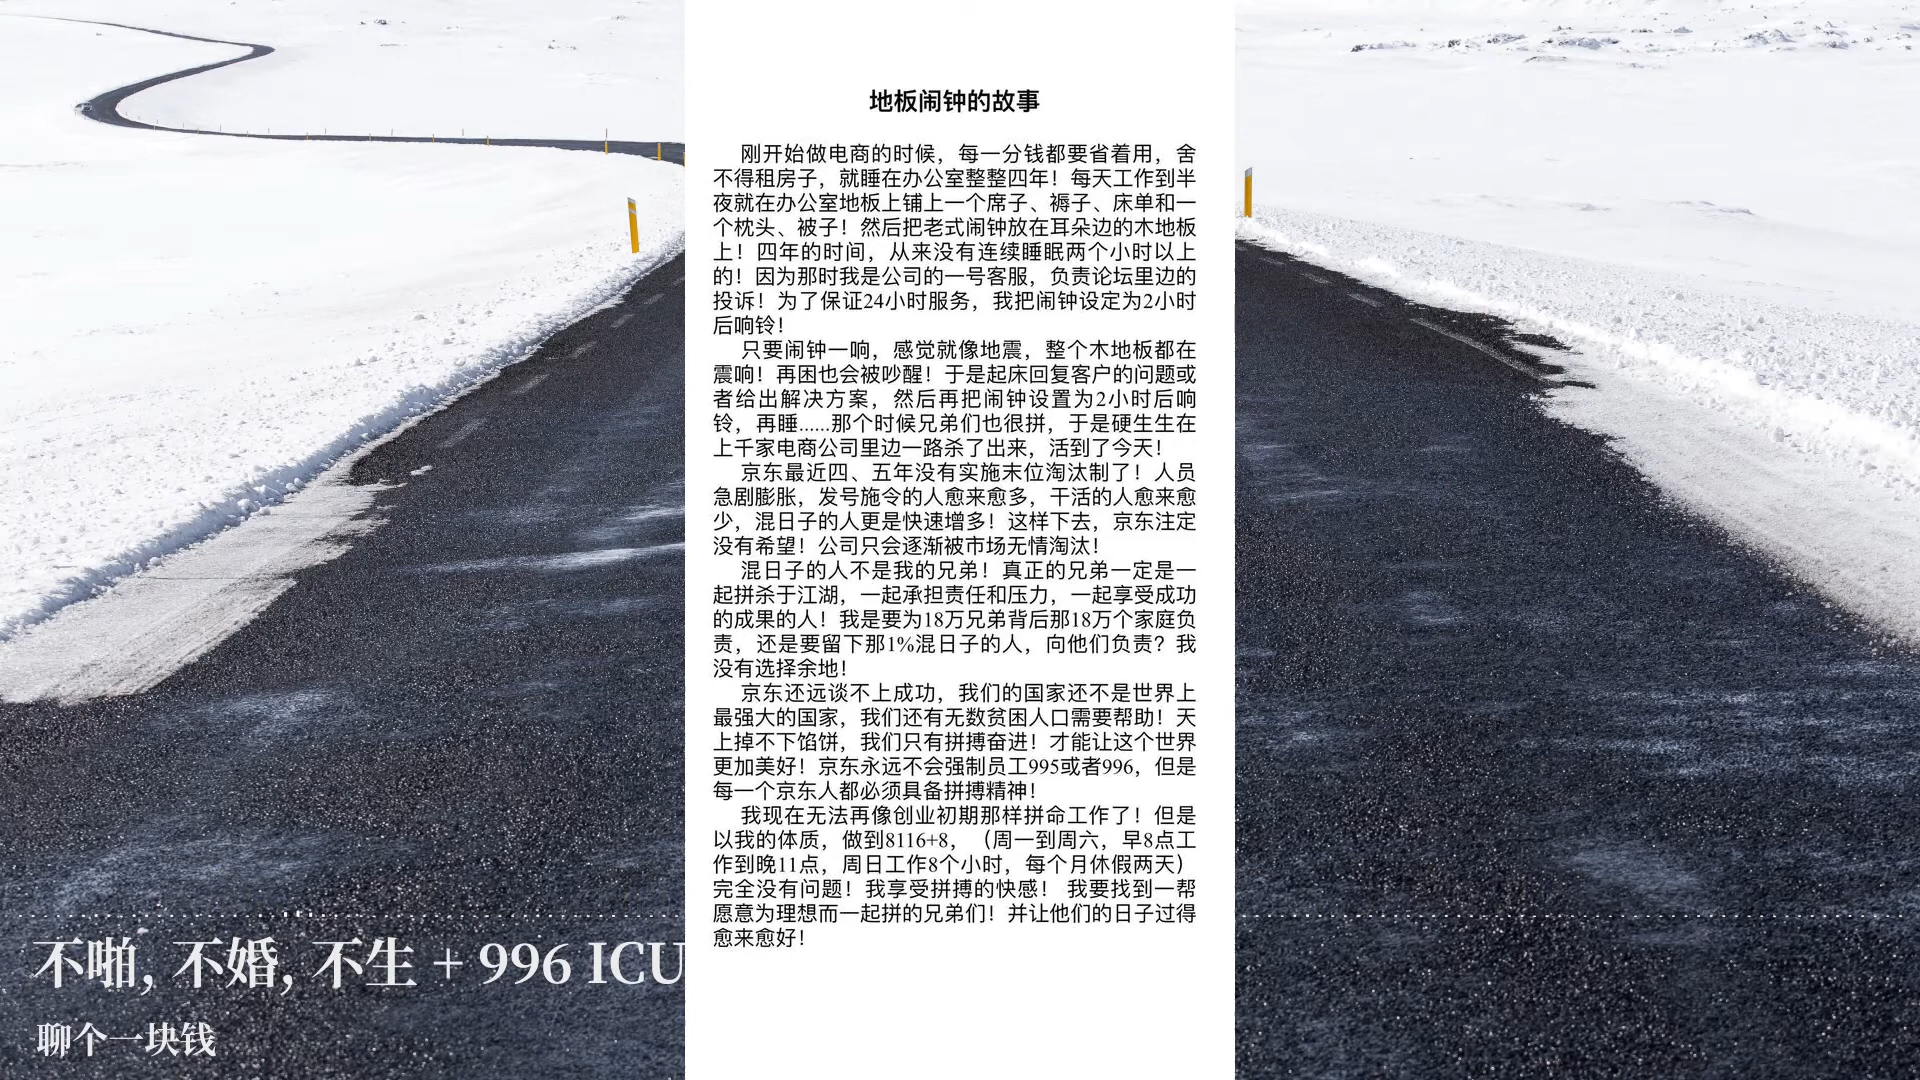 地板闹钟的故事
刚开始做电商的时候，每一分钱都要省着用，舍
不得租房子，就睡在办公室整整四年！每天工作到半
夜就在办公室地板上铺上一个席子、褥子、床单和一
个枕头、被子！然后把老式闹钟放在耳朵边的木地板
上！四年的时间，从来没有连续睡眠两个小时以上
的！因为那时我是公司的一号客服，负责论坛里边的
投诉！为了保证24小时服务，我把闹钟设定为2小时
后响铃！
只要闹钟一响，感觉就像地震，整个木地板都在
震响！再困也会被吵醒！于是起床回复客户的问题或
者给出解决方案，然后再把闹钟设置为2小时后响
铃，再睡......那个时候兄弟们也很拼，于是硬生生在
上千家电商公司里边一路杀了出来，活到了今天！
京东最近四、五年没有实施末位淘汰制了！人员
急剧膨胀，发号施令的人愈来愈多，干活的人愈来愈
少，混日子的人更是快速增多！这样下去，京东注定
没有希望！公司只会逐渐被市场无情淘汰！
混日子的人不是我的兄弟！真正的兄弟一定是一
起拼杀于江湖，一起承担责任和压力，一起享受成功
的成果的人！我是要为18万兄弟背后那18万个家庭负
责，还是要留下那1%混日子的人，向他们负责？我
没有选择余地！
京东还远谈不上成功，我们的国家还不是世界上
最强大的国家，我们还有无数贫困人口需要帮助！天
上掉不下馅饼，我们只有拼搏奋进！才能让这个世界
更加美好！京东永远不会强制员工995或者996，但是
每一个京东人都必须具备拼搏精神！
我现在无法再像创业初期那样拼命工作了！但是
以我的体质，做到8116+8，（周一到周六，早8点工
作到晚11点，周日工作8个小时，每个月休假两天）
完全没有问题！我享受拼搏的快感！ 我要找到一帮
愿意为理想而一起拼的兄弟们！并让他们的日子过得
愈来愈好！
不啪, 不婚, 不生 + 996 ICU
聊个一块钱